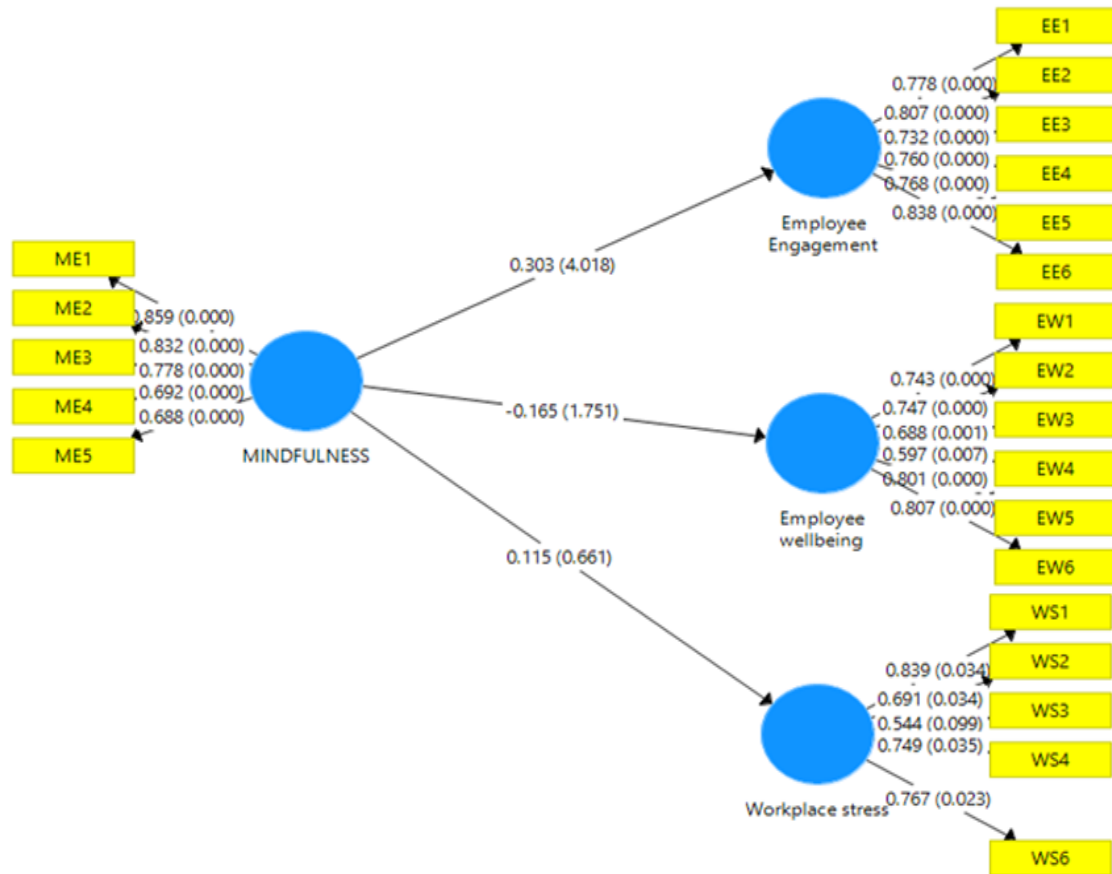 ME1
ME2
ME3
ME4
ME5
0.859 (0.000)
0.832 (0.000)
0.778 (0.000)
0.692 (0.000)
0.688 (0.000)
MINDFULNESS
0.303 (4.018)
-0.165 (1.751)
0.115 (0.661)
Employee
Engagement
0.778 (0.000)
0.807 (0.000)
0.732 (0.000)
0.760 (0.000)
0.768 (0.000)
0.838 (0.000)
EE1
EE2
EE3
EE4
EE5
EE6
Employee
wellbeing
0.743 (0.000)
0.747 (0.000)
0.688 (0.001)
0.597 (0.007)
0.801 (0.000)
0.807 (0.000)
EW1
EW2
EW3
EW4
EW5
EW6
Workplace stress
0.839 (0.034)
0.691 (0.034)
0.544 (0.099)
0.749 (0.035)
0.767 (0.023)
WS1
WS2
WS3
WS4
WS6